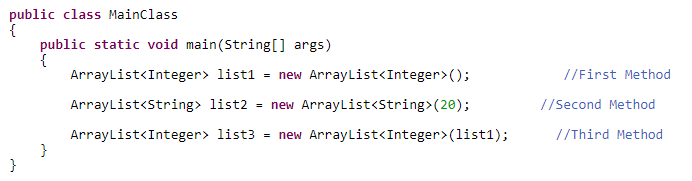 public class MainClass
{
    public static void main(String[] args)
    {
        ArrayList<Integer> list1 = new ArrayList<Integer>();            //First Method
        ArrayList<String> list2 = new ArrayList<String>(20);         //Second Method
        ArrayList<Integer> list3 = new ArrayList<Integer>(list1);      //Third Method
    }
}